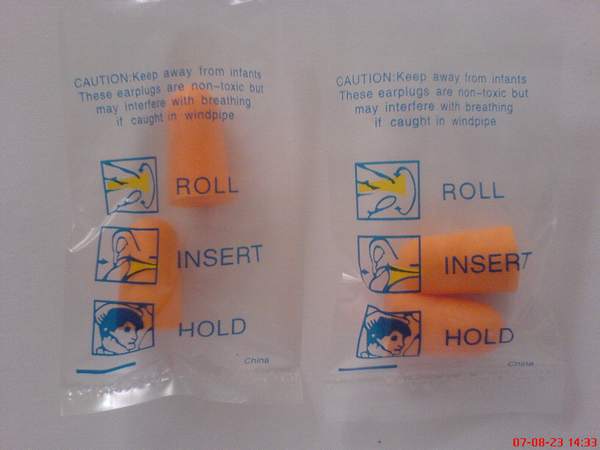 CAUTION:Keep away from infants
These earplugs are non-toxic but
may interfere with breathing
if caught in windpipe
ROLL
INSERT
HOLD
China
CAUTION:Keep away from infants
These earplugs are non-toxic but
may interfere with breathing
if caught in windpipe
ROLL
INSERT
HOLD
China
07-08-23 14:33